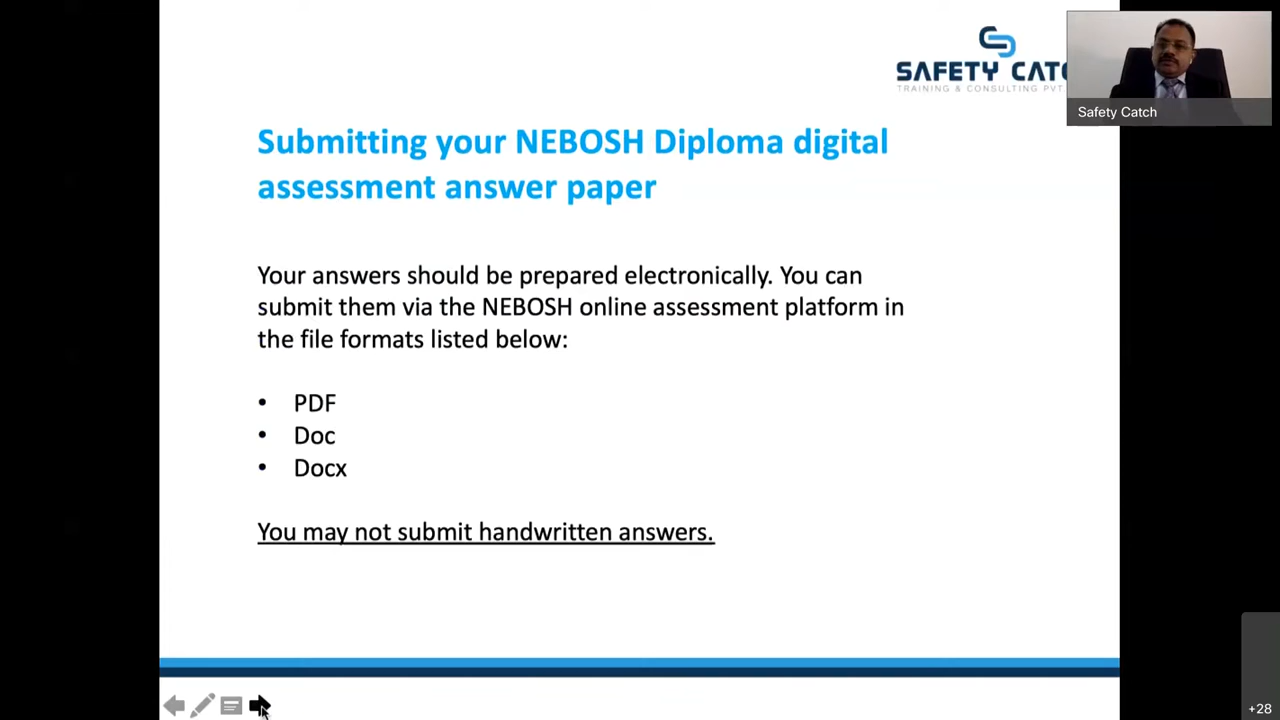 SAFETY CATC
TRAINING & CONSULTING PVT.
Safety Catch
Submitting your NEBOSH Diploma digital
assessment answer paper
Your answers should be prepared electronically. You can
submit them via the NEBOSH online assessment platform in
the file formats listed below:
• PDF
• Doc
• Docx
You may not submit handwritten answers.
+28